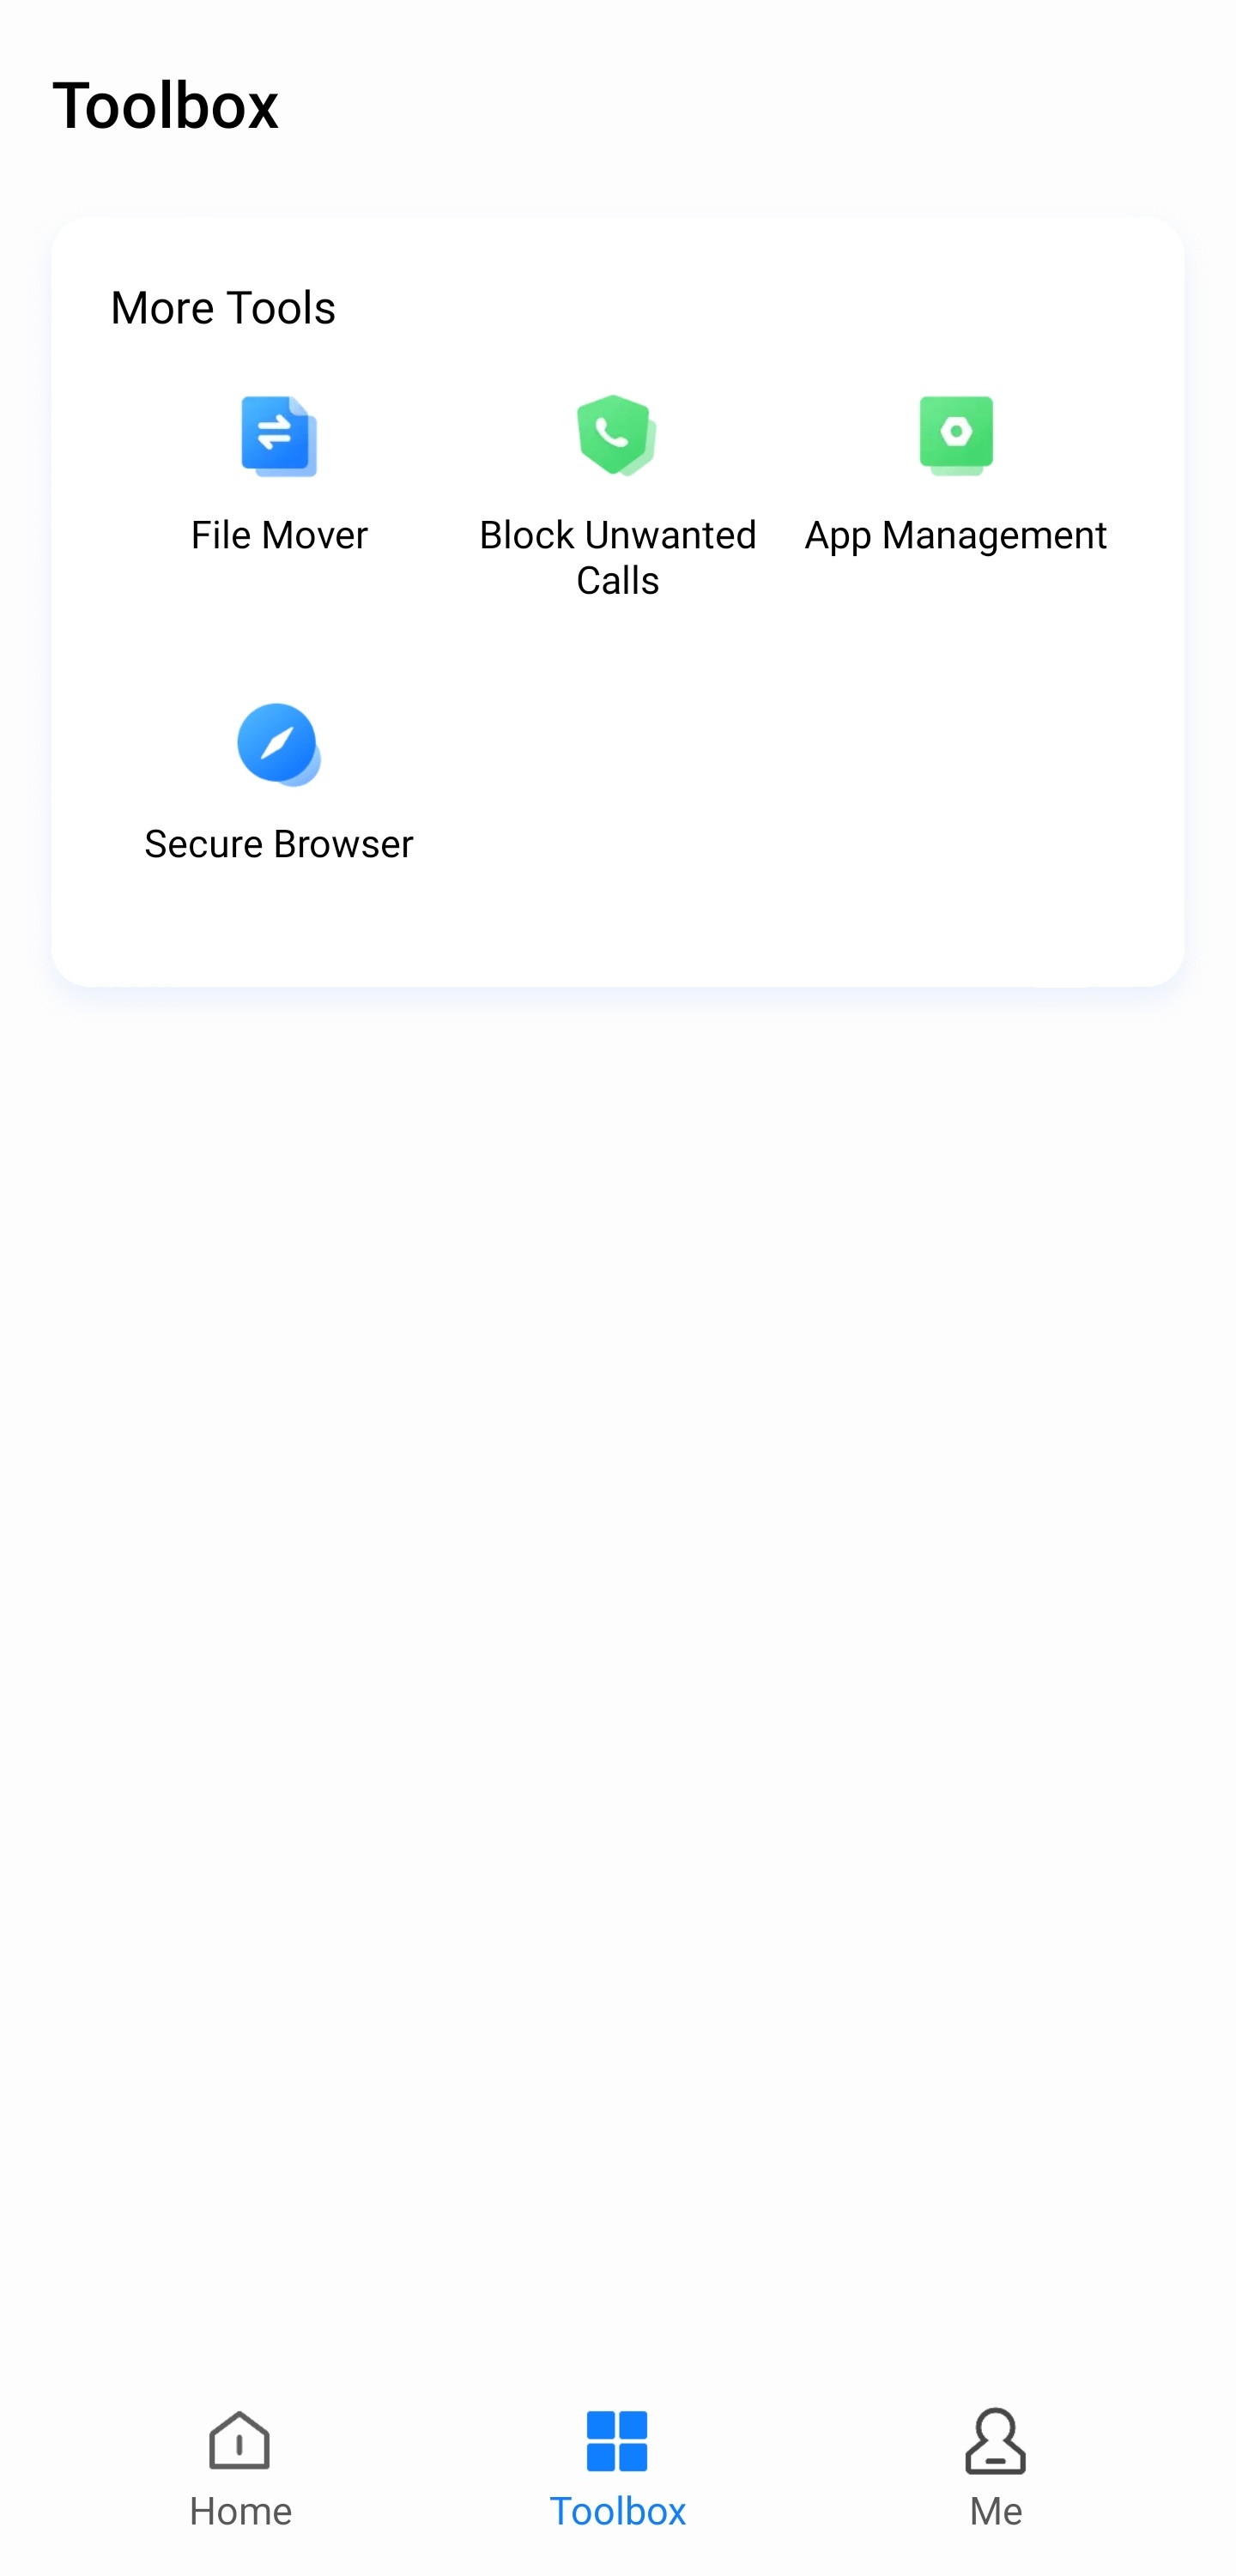 Toolbox
More Tools
File Mover
Block Unwanted
Calls
App Management
Secure Browser
Home
Toolbox
Me